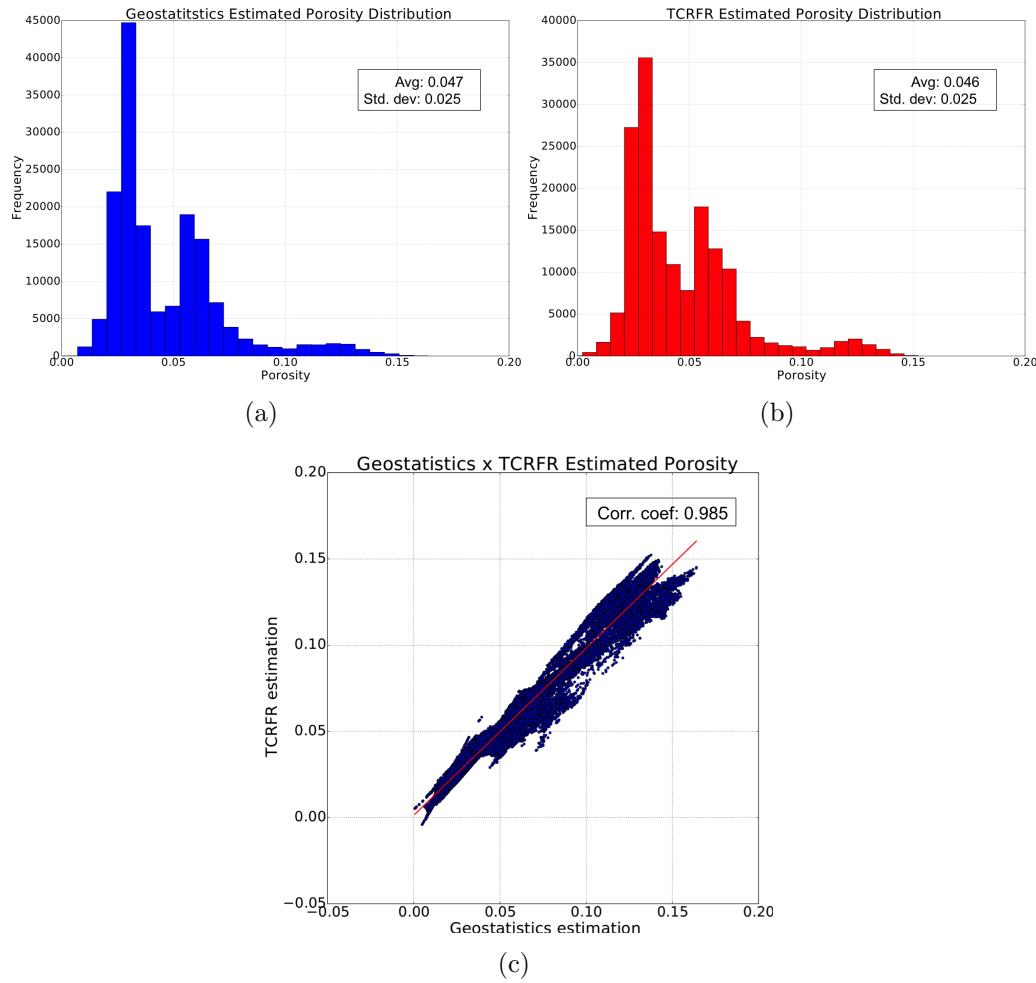 Geostatitstics Estimated Porosity Distribution
45000
40000
35000
30000
25000
20000
15000
10000
5000
0
Frequency
Avg: 0.047
Std. dev: 0.025
0.00 0.05 0.10 0.15 0.20
Porosity
(a)
TCRFR Estimated Porosity Distribution
40000
35000
30000
25000
20000
15000
10000
5000
0
Frequency
Avg: 0.046
Std. dev: 0.025
0.00 0.05 0.10 0.15 0.20
Porosity
(b)
Geostatistics x TCRFR Estimated Porosity
0.20
0.15
0.10
0.05
0.00
−0.05
TCRFR estimation
Corr. coef: 0.985
−0.05 0.00 0.05 0.10 0.15 0.20
Geostatistics estimation
(c)